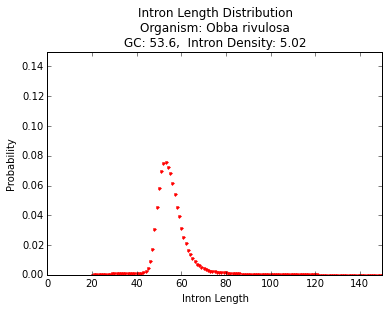 Intron Length Distribution
Organism: Obba rivulosa
GC: 53.6,  Intron Density: 5.02
0.14
0.12
0.10
0.08
0.06
0.04
0.02
0.00
Probability
0 20 40 60 80 100 120 140
Intron Length